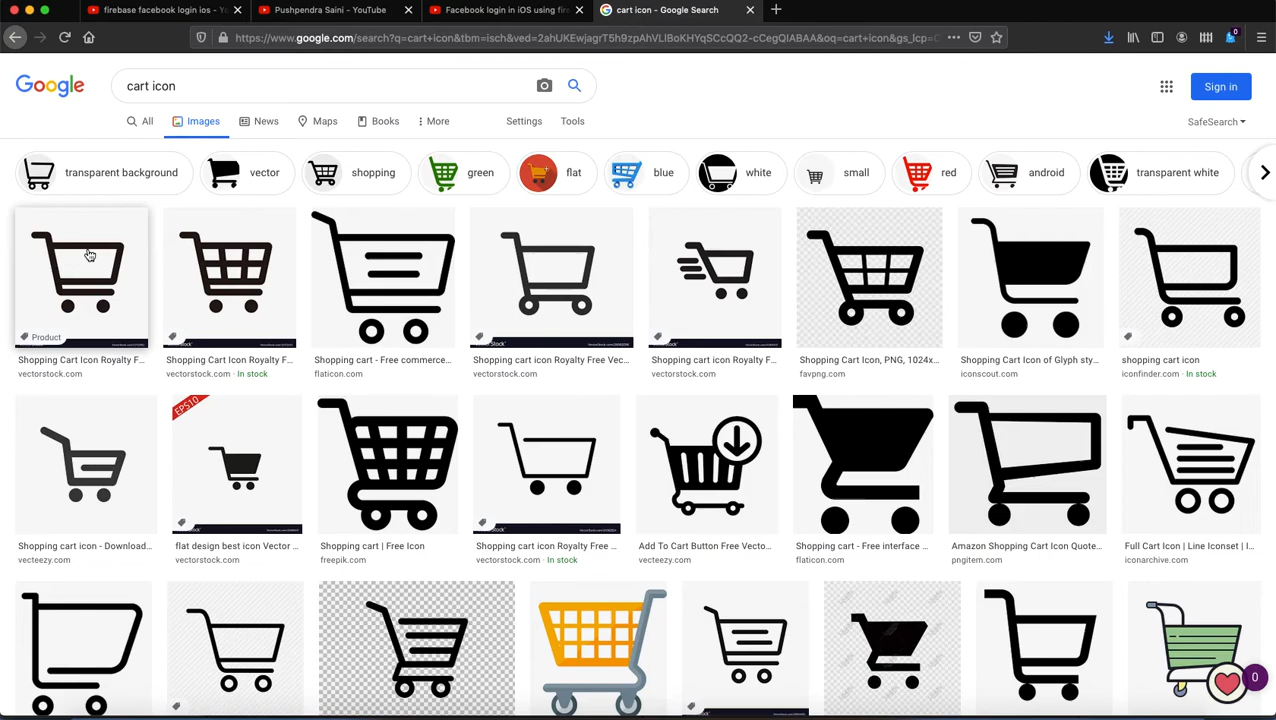 firebase facebook login ios - Y
Pushpendra Saini - YouTube
Facebook login in iOS using fire
cart icon - Google Search
https://www.google.com/search?q=cart+icon&tbm=isch&ved=2ahUKEwjagrT5h9zpAhVLlBoKHYqSCcQQ2-cCegQIABAA&oq=cart+icon&gs_lcp=C
0
Google
cart icon
Sign in
All
Images
News
Maps
Books
More
Settings
Tools
SafeSearch
transparent background
vector
shopping
green
flat
blue
white
small
red
android
transparent white
Product
Shopping Cart Icon Royalty F...
Shopping Cart Icon Royalty F...
Shopping cart - Free commerce...
Shopping cart icon Royalty Free Vec...
Shopping cart icon Royalty F...
Shopping Cart Icon, PNG, 1024x...
Shopping Cart Icon of Glyph sty...
shopping cart icon
vectorstock.com
vectorstock.com · In stock
flaticon.com
vectorstock.com
vectorstock.com
favpng.com
iconscout.com
iconfinder.com · In stock
EPS10
Shopping cart icon - Download...
flat design best icon Vector ...
Shopping cart | Free Icon
Shopping cart icon Royalty Free ...
Add To Cart Button Free Vecto...
Shopping cart - Free interface ...
Amazon Shopping Cart Icon Quote...
Full Cart Icon | Line Iconset | I...
vecteezy.com
vectorstock.com
freepik.com
vectorstock.com · In stock
vecteezy.com
flaticon.com
pngitem.com
iconarchive.com
0